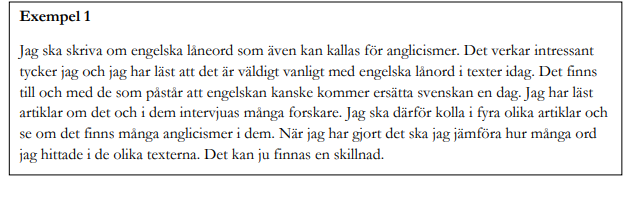 Exempel 1
Jag ska skriva om engelska låneord som även kan kallas för anglicismer. Det verkar intressant
tycker jag och jag har läst att det är väldigt vanligt med engelska lånord i texter idag. Det finns
till och med de som påstår att engelskan kanske kommer ersätta svenskan en dag. Jag har läst
artiklar om det och i dem intervjuas många forskare. Jag ska därför kolla i fyra olika artiklar och
se om det finns många anglicismer i dem. När jag har gjort det ska jag jämföra hur många ord
jag hittade i de olika texterna. Det kan ju finnas en skillnad.